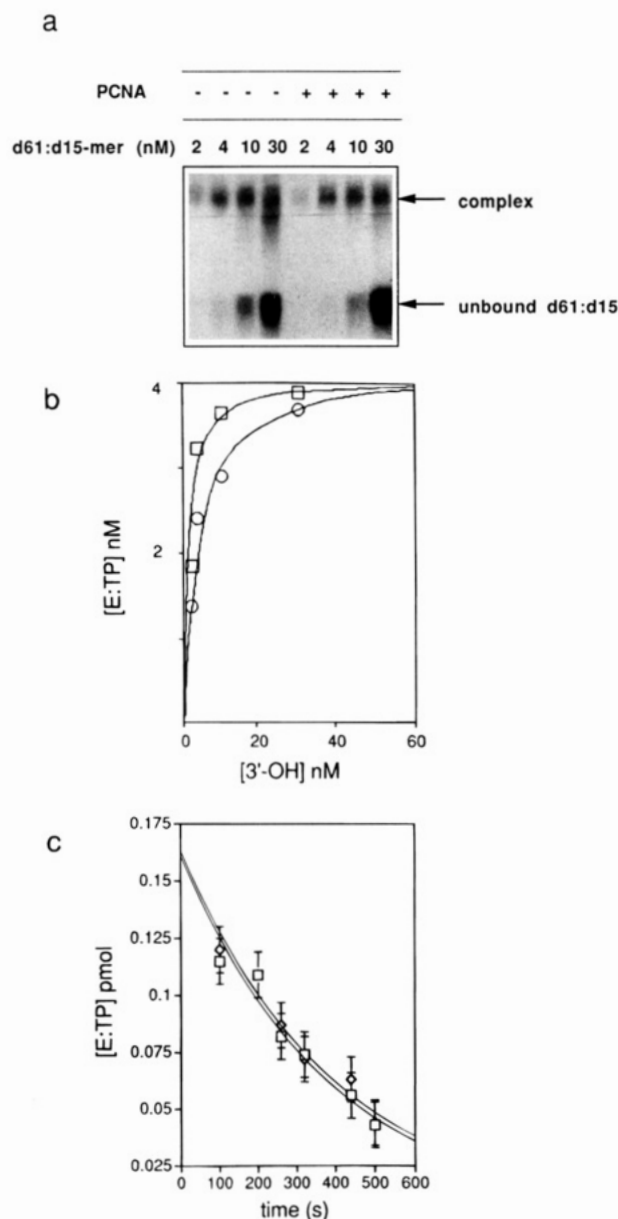 a
PCNA - - - - + + + +
d61:d15-mer (nM) 2 4 10 30 2 4 10 30
complex
unbound d61:d15
b
4
2
[E:TP] nM
0 20 40 60
[3'-OH] nM
c
0.175
0.15
0.125
0.1
0.075
0.05
0.025
[E:TP] pmol
0 100 200 300 400 500 600
time (s)